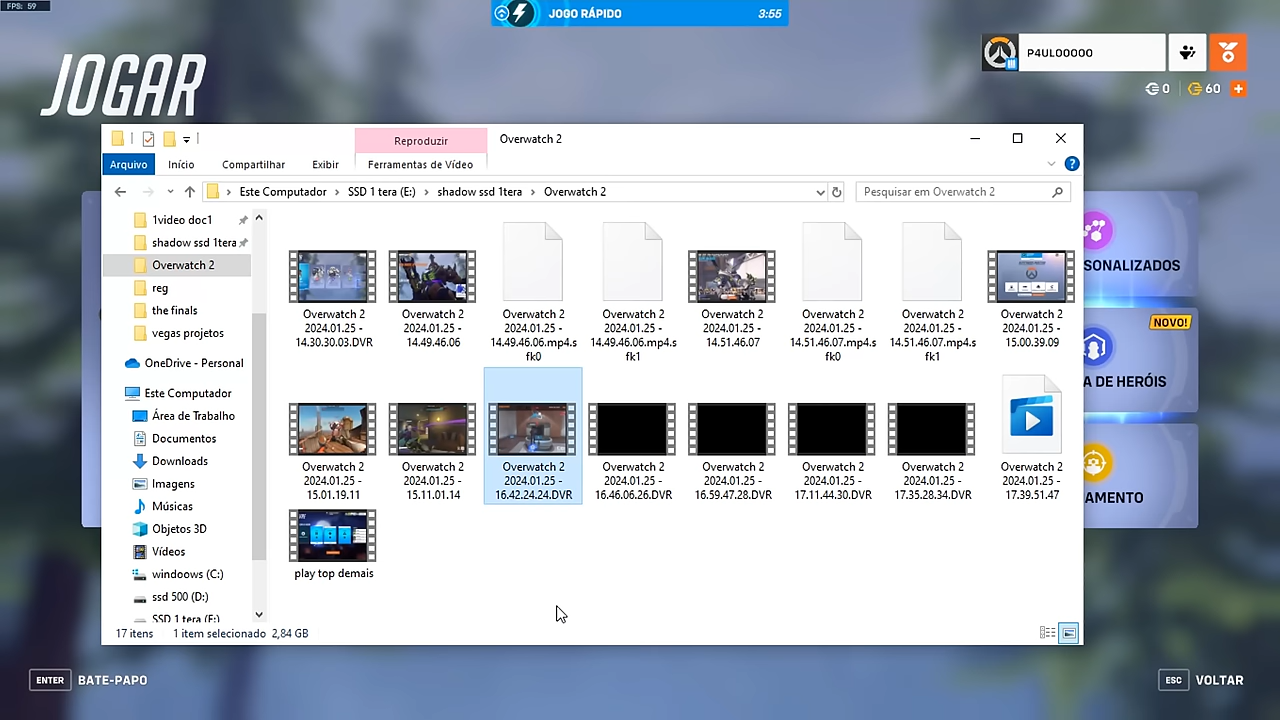 FPS: 59
JOGO RÁPIDO 3:55
JOGAR
P4ULOOOOO
0 60
Reproduzir Overwatch 2
Arquivo Início Compartilhar Exibir Ferramentas de Vídeo
Este Computador SSD 1 tera (E:) shadow ssd 1tera Overwatch 2 Pesquisar em Overwatch 2
1video doc1
shadow ssd 1tera
Overwatch 2
reg
the finals
vegas projetos
OneDrive - Personal
Este Computador
Área de Trabalho
Documentos
Downloads
Imagens
Músicas
Objetos 3D
Vídeos
windoows (C:)
ssd 500 (D:)
SSD 1 tera (E:)
Overwatch 2
2024.01.25 -
14.30.30.03.DVR
Overwatch 2
2024.01.25 -
14.49.46.06
Overwatch 2
2024.01.25 -
14.49.46.06.mp4.s
fk0
Overwatch 2
2024.01.25 -
14.49.46.06.mp4.s
fk1
Overwatch 2
2024.01.25 -
14.51.46.07
Overwatch 2
2024.01.25 -
14.51.46.07.mp4.s
fk0
Overwatch 2
2024.01.25 -
14.51.46.07.mp4.s
fk1
Overwatch 2
2024.01.25 -
15.00.39.09
Overwatch 2
2024.01.25 -
15.01.19.11
Overwatch 2
2024.01.25 -
15.11.01.14
Overwatch 2
2024.01.25 -
16.42.24.24.DVR
Overwatch 2
2024.01.25 -
16.46.06.26.DVR
Overwatch 2
2024.01.25 -
16.59.47.28.DVR
Overwatch 2
2024.01.25 -
17.11.44.30.DVR
Overwatch 2
2024.01.25 -
17.35.28.34.DVR
Overwatch 2
2024.01.25 -
17.39.51.47
play top demais
SONALIZADOS
NOVO!
A DE HERÓIS
AMENTO
17 itens 1 item selecionado 2,84 GB
ENTER BATE-PAPO
ESC VOLTAR